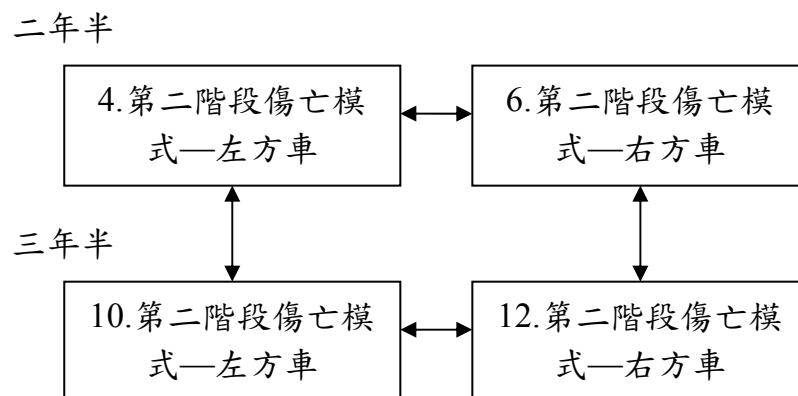 二年半
4.第二階段傷亡模
式—左方車
6.第二階段傷亡模
式—右方車
三年半
10.第二階段傷亡模
式—左方車
12.第二階段傷亡模
式—右方車